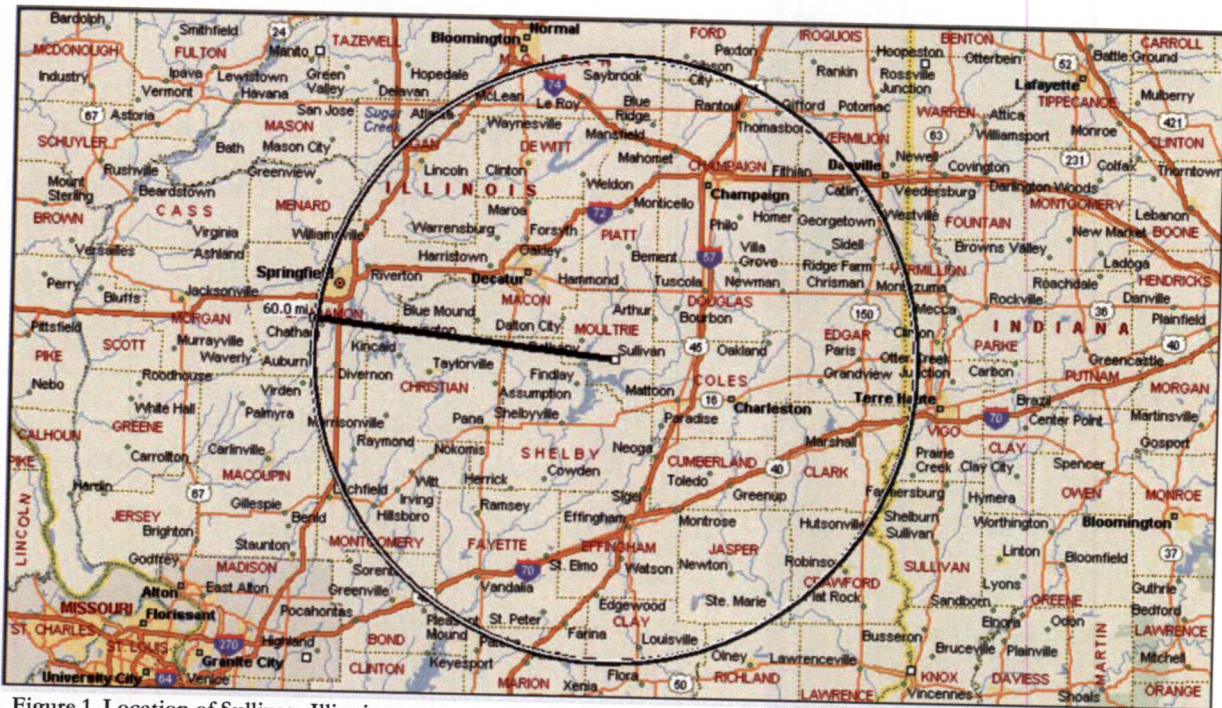 Bardolph
Smithfield
24
Manito
TAZEWELL
Bloomington
Normal
FORD
Paxton
IROQUOIS
Hoopeston
BENTON
Otterbein
52
Battle Ground
CARROLL
MCDONOUGH
FULTON
Industry
Ipava
Vermont
Lewistown
Havana
Green
Valley
Hopedale
Delavan
74
Saybrook
City
Rankin
Rossville
Junction
Lafayette
TIPPECANOE
Mulberry
67
Astoria
San Jose
Sugar
Creek
McLean
Le Roy
Blue
Ridge
Rantoul
Gifford
Potomac
WARREN
Attica
421
SCHUYLER
MASON
Bath
Mason City
Waynesville
Mansfield
Thomasboro
VERMILION
63
Williamsport
Monroe
CLINTON
Rushville
Greenview
DE WITT
Mahomet
CHAMPAIGN
Fithian
Danville
Newell
Covington
231
Colfax
Thorntown
Mount
Sterling
Beardstown
Lincoln
Clinton
ILLINOIS
Weldon
Champaign
Catlin
Veedersburg
Darlington Woods
BROWN
CASS
MENARD
Maroa
72
Monticello
MONTGOMERY
Lebanon
Virginia
Williamsville
Warrensburg
Forsyth
PIATT
Philo
Homer
Georgetown
Westville
FOUNTAIN
New Market
BOONE
Versailles
Ashland
Harristown
Oakley
Bement
57
Villa
Grove
Sidell
Browns Valley
Ladoga
Perry
Springfield
Riverton
Decatur
Hammond
Tuscola
Newman
Ridge Farm
Chrisman
VERMILLION
Montezuma
Roachdale
HENDRICKS
Bluffs
Jacksonville
MACON
DOUGLAS
Rockville
Danville
60.0 mi
Blue Mound
Arthur
Bourbon
150
Mecca
36
Plainfield
Pittsfield
MORGAN
Dalton City
MOULTRIE
EDGAR
Clinton
INDIANA
PIKE
SCOTT
Murrayville
Waverly
Auburn
Kincaid
Taylorville
Sullivan
45
Oakland
Paris
Otter Creek
Junction
PARKE
40
Greencastle
Nebo
Roodhouse
Divernon
Findlay
Grandview
Carbon
PUTNAM
Virden
CHRISTIAN
Assumption
Mattoon
COLES
16
MORGAN
White Hall
Palmyra
Shelbyville
Charleston
Terre Haute
Brazil
GREENE
Morrisonville
Pana
Paradise
70
Center Point
Martinsville
CALHOUN
Carlinville
Raymond
Nokomis
Neoga
Marshall
VIGO
Gosport
PIKE
Carrollton
SHELBY
CUMBERLAND
40
Prairie
Creek
CLAY
Clay City
Spencer
MACOUPIN
Cowden
Toledo
CLARK
Hardin
67
Witt
Herrick
Greenup
Farmersburg
OWEN
MONROE
LINCOLN
Gillespie
Irving
Hillsboro
Ramsey
Sigel
Hymera
JERSEY
Benld
Effingham
Montrose
Hutsonville
Shelburn
Sullivan
Worthington
Bloomington
Brighton
Staunton
MONTGOMERY
FAYETTE
EFFINGHAM
JASPER
Linton
37
Godfrey
MADISON
70
St. Elmo
Watson
Newton
Robinson
SULLIVAN
Bloomfield
Alton
East Alton
Greenville
Vandalia
Lyons
Guthrie
MISSOURI
Florissant
Pocahontas
Edgewood
Ste. Marie
CRAWFORD
Flat Rock
Sandborn
GREENE
Bedford
ST. CHARLES
ST. LOUIS
270
Highland
BOND
Mound
St. Peter
CLAY
Elnora
Odon
LAWRENCE
Granite City
Farina
Louisville
Busseron
Bruceville
Plainville
MARTIN
Mitchell
University City
64
Venice
CLINTON
Keyesport
MARION
Xenia
Flora
50
Olney
RICHLAND
Lawrenceville
LAWRENCE
KNOX
Vincennes
DAVIESS
Shoals
ORANGE
Figure 1. Location of Sullivan, Illinois